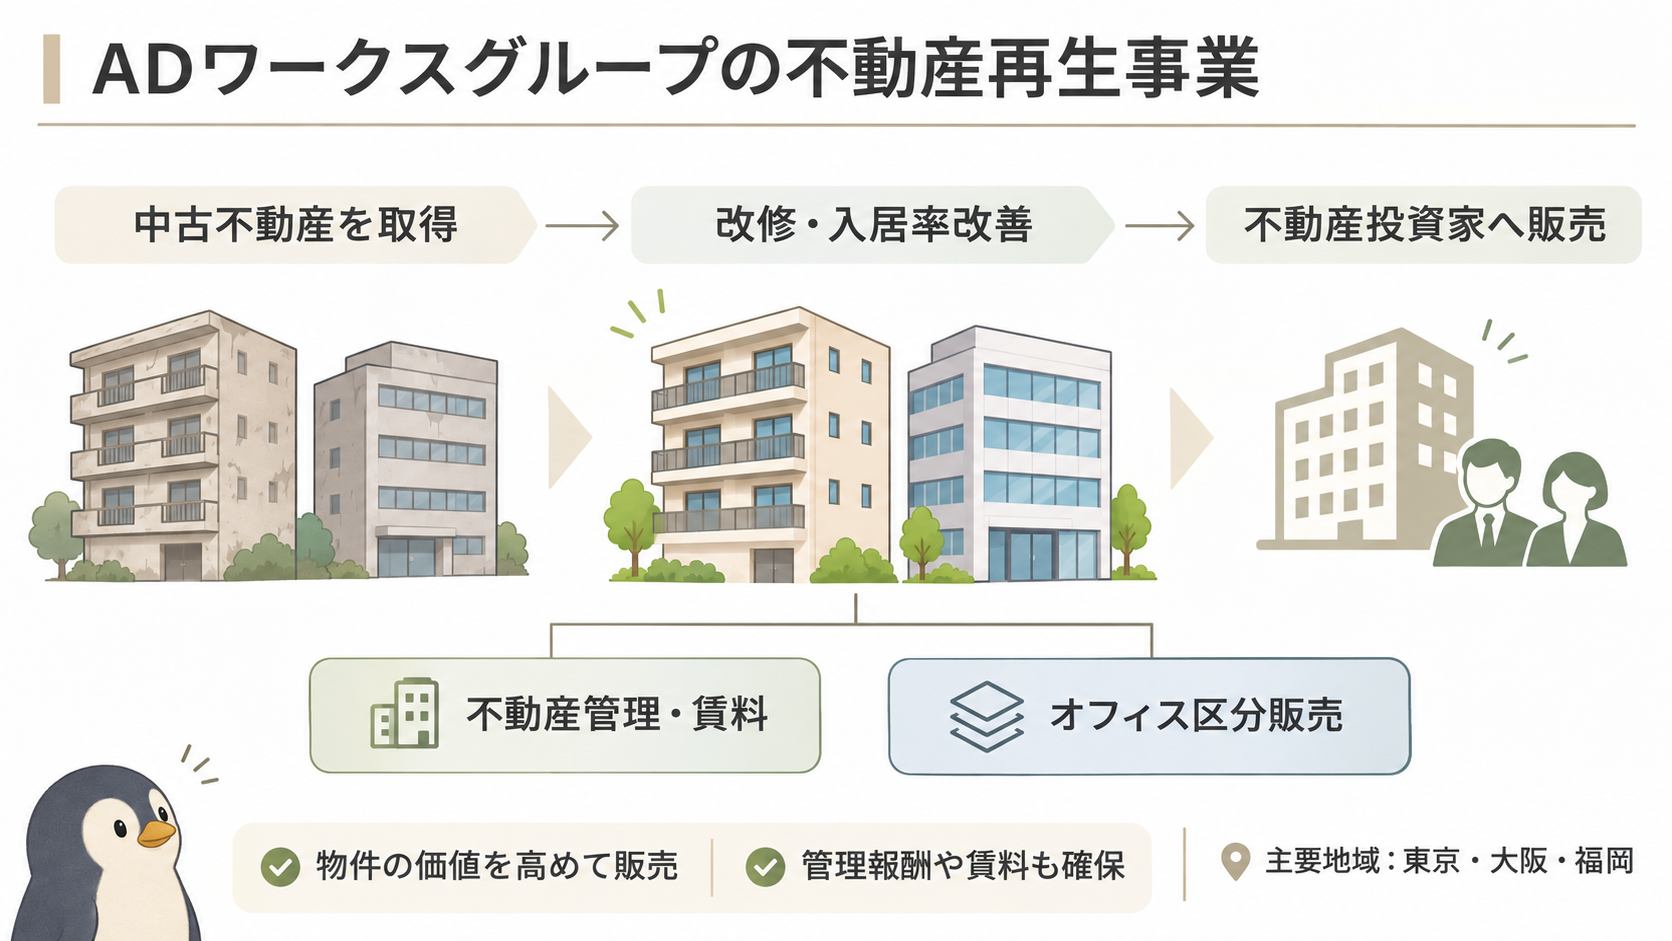 ADワークスグループの不動産再生事業
中古不動産を取得
改修・入居率改善
不動産投資家へ販売
不動産管理・賃料
オフィス区分販売
物件の価値を高めて販売
管理報酬や賃料も確保
主要地域：東京・大阪・福岡